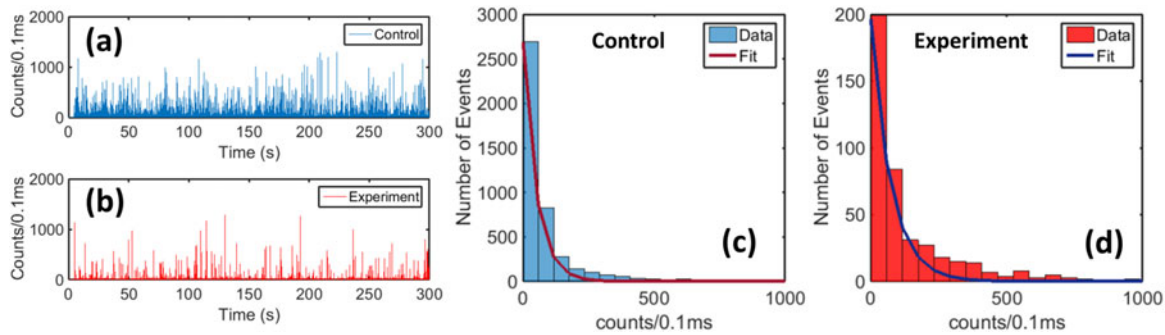 (a)
Control
Counts/0.1ms
2000
1000
0
0 50 100 150 200 250 300
Time (s)
(b)
Experiment
Counts/0.1ms
2000
1000
0
0 50 100 150 200 250 300
Time (s)
Control
Data
Fit
Number of Events
3000
2500
2000
1500
1000
500
0
(c)
0 500 1000
counts/0.1ms
Experiment
Data
Fit
Number of Events
200
150
100
50
0
(d)
0 500 1000
counts/0.1ms